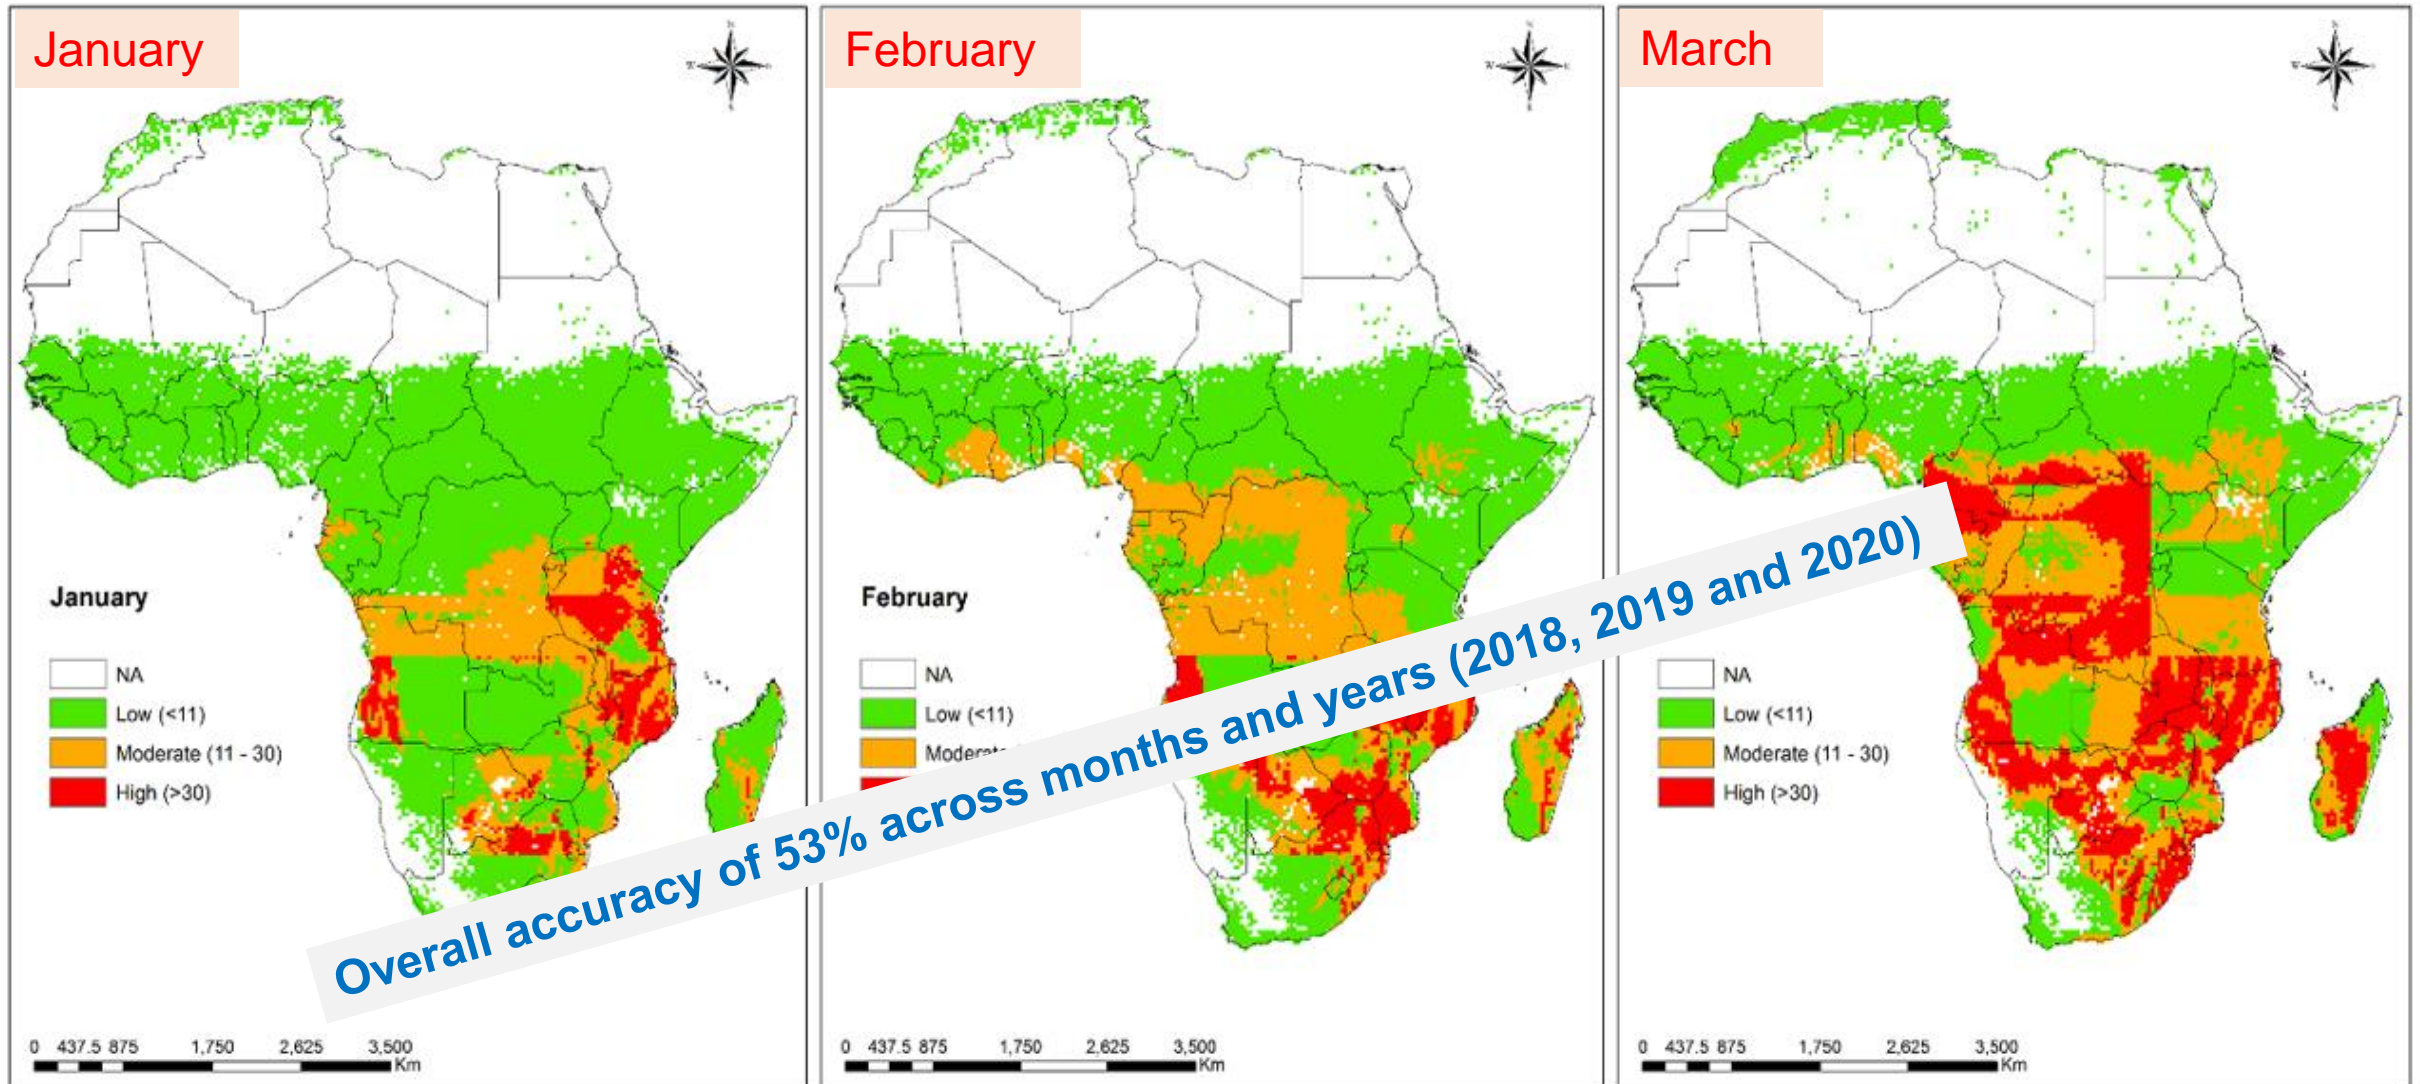 January
February
March
N
W
N
W
N
W
January
NA
Low (<11)
Moderate (11 - 30)
High (>30)
February
NA
Low (<11)
March
NA
Low (<11)
Moderate (11 - 30)
High (>30)
Overall accuracy of 53% across months and years (2018, 2019 and 2020)
0 437.5 875 1,750 2,625 3,500
Km
0 437.5 875 1,750 2,625 3,500
Km
0 437.5 875 1,750 2,625 3,500
Km